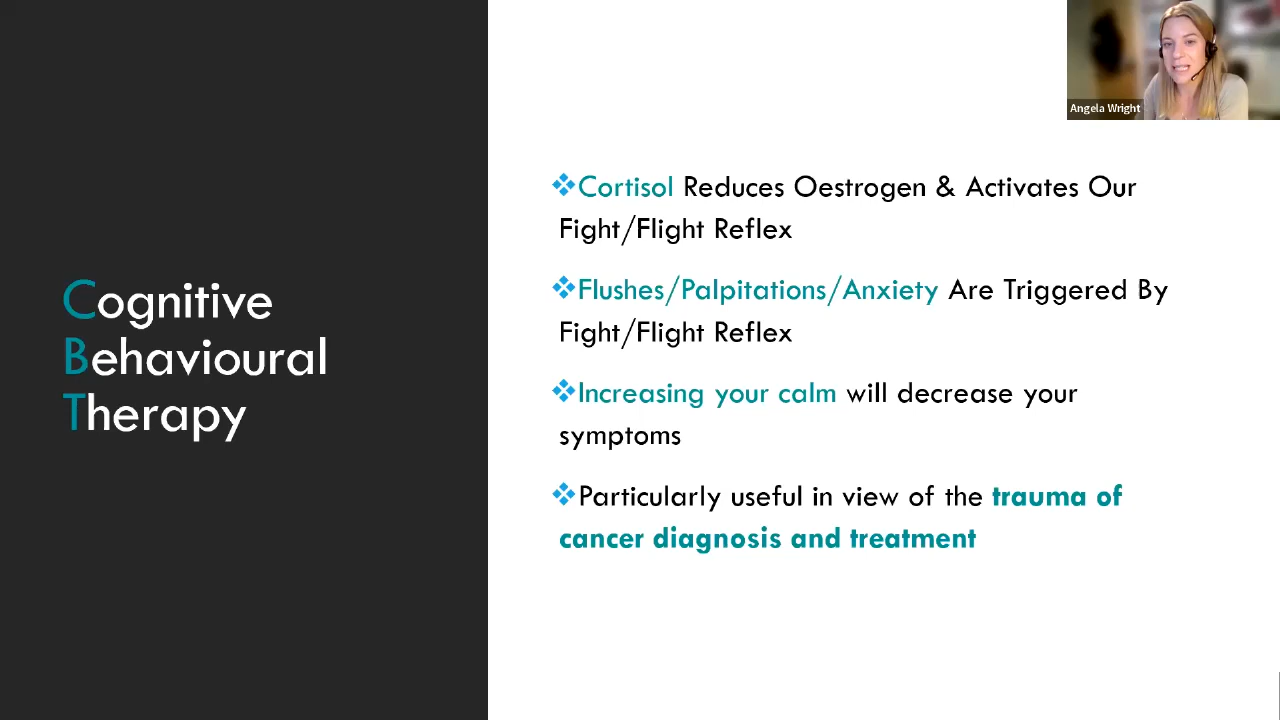 Angela Wright
Cognitive
Behavioural
Therapy
❖Cortisol Reduces Oestrogen & Activates Our
Fight/Flight Reflex
❖Flushes/Palpitations/Anxiety Are Triggered By
Fight/Flight Reflex
❖Increasing your calm will decrease your
symptoms
❖Particularly useful in view of the trauma of
cancer diagnosis and treatment